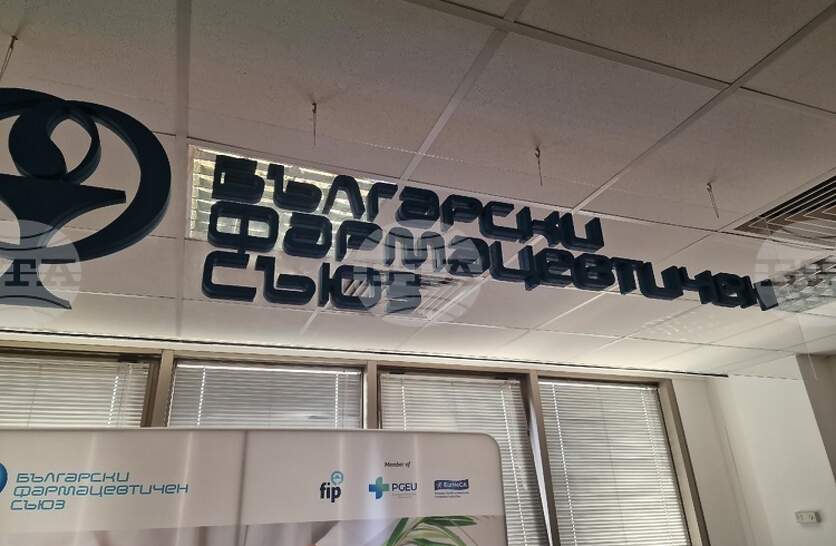 БЪЛГАРСКИ
ФАРМАЦЕВТИЧЕН
СЪЮЗ
БЪЛГАРСКИ
ФАРМАЦЕВТИЧЕН
СЪЮЗ
Member of
fip
PGEU